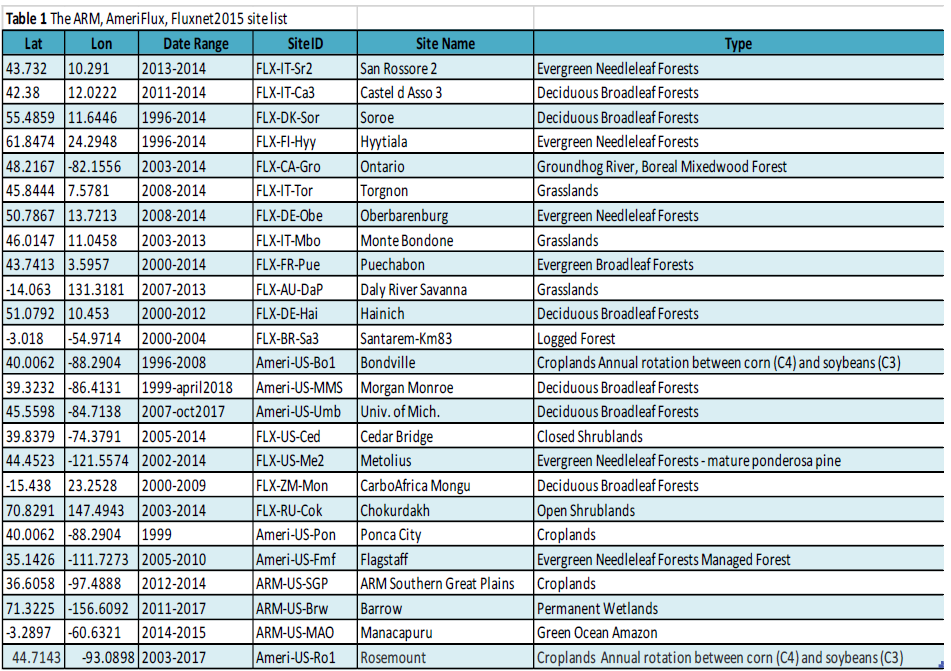 Table 1 The ARM, AmeriFlux, Fluxnet2015 site list
Lat Lon Date Range SiteID Site Name Type
43.732 10.291 2013-2014 FLX-IT-Sr2 San Rossore 2 Evergreen Needleleaf Forests
42.38 12.0222 2011-2014 FLX-IT-Ca3 Castel d Asso 3 Deciduous Broadleaf Forests
55.4859 11.6446 1996-2014 FLX-DK-Sor Soroe Deciduous Broadleaf Forests
61.8474 24.2948 1996-2014 FLX-FI-Hyy Hyytiala Evergreen Needleleaf Forests
48.2167 -82.1556 2003-2014 FLX-CA-Gro Ontario Groundhog River, Boreal Mixedwood Forest
45.8444 7.5781 2008-2014 FLX-IT-Tor Torgnon Grasslands
50.7867 13.7213 2008-2014 FLX-DE-Obe Oberbarenburg Evergreen Needleleaf Forests
46.0147 11.0458 2003-2013 FLX-IT-Mbo Monte Bondone Grasslands
43.7413 3.5957 2000-2014 FLX-FR-Pue Puechabon Evergreen Broadleaf Forests
-14.063 131.3181 2007-2013 FLX-AU-DaP Daly River Savanna Grasslands
51.0792 10.453 2000-2012 FLX-DE-Hai Hainich Deciduous Broadleaf Forests
-3.018 -54.9714 2000-2004 FLX-BR-Sa3 Santarem-Km83 Logged Forest
40.0062 -88.2904 1996-2008 Ameri-US-Bo1 Bondville Croplands Annual rotation between corn (C4) and soybeans (C3)
39.3232 -86.4131 1999-april2018 Ameri-US-MMS Morgan Monroe Deciduous Broadleaf Forests
45.5598 -84.7138 2007-oct2017 Ameri-US-Umb Univ. of Mich. Deciduous Broadleaf Forests
39.8379 -74.3791 2005-2014 FLX-US-Ced Cedar Bridge Closed Shrublands
44.4523 -121.5574 2002-2014 FLX-US-Me2 Metolius Evergreen Needleleaf Forests - mature ponderosa pine
-15.438 23.2528 2000-2009 FLX-ZM-Mon CarboAfrica Mongu Deciduous Broadleaf Forests
70.8291 147.4943 2003-2014 FLX-RU-Cok Chokurdakh Open Shrublands
40.0062 -88.2904 1999 Ameri-US-Pon Ponca City Croplands
35.1426 -111.7273 2005-2010 Ameri-US-Fmf Flagstaff Evergreen Needleleaf Forests Managed Forest
36.6058 -97.4888 2012-2014 ARM-US-SGP ARM Southern Great Plains Croplands
71.3225 -156.6092 2011-2017 ARM-US-Brw Barrow Permanent Wetlands
-3.2897 -60.6321 2014-2015 ARM-US-MAO Manacapuru Green Ocean Amazon
44.7143 -93.0898 2003-2017 Ameri-US-Ro1 Rosemount Croplands Annual rotation between corn (C4) and soybeans (C3)